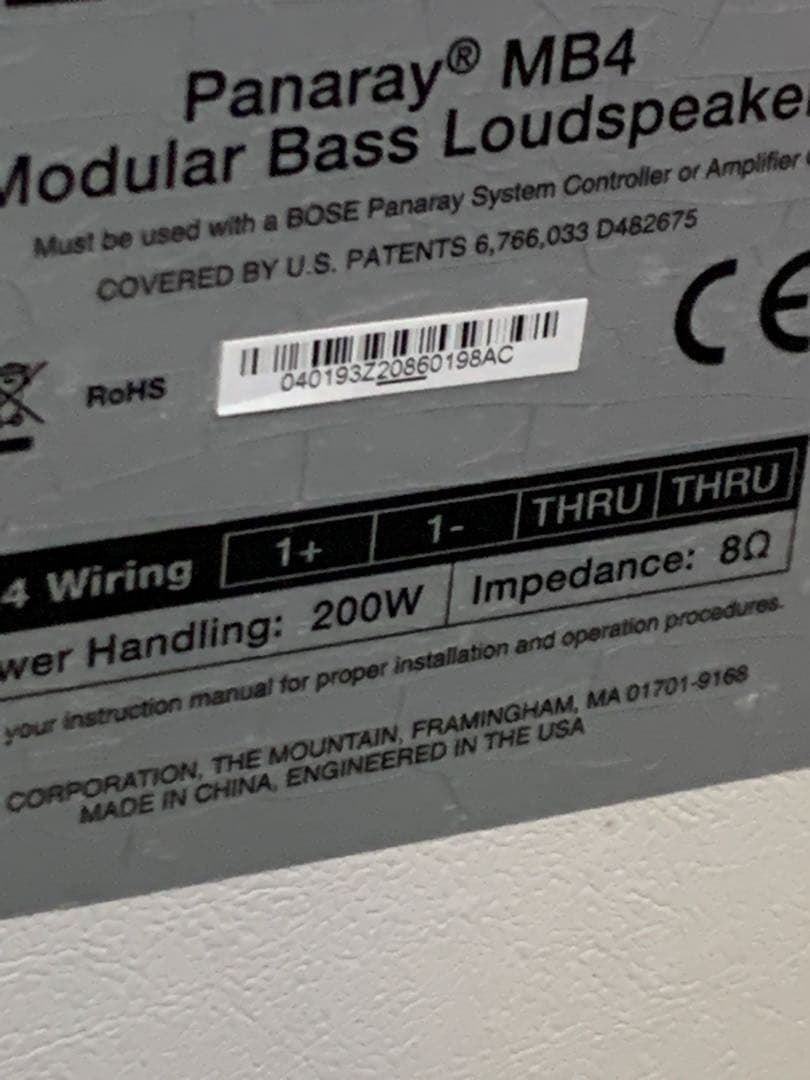 Panaray® MB4
Modular Bass Loudspeaker
Must be used with a BOSE Panaray System Controller or Amplifier
COVERED BY U.S. PATENTS 6,766,033 D482675
CE
RoHS
040193Z20860198AC
4 Wiring 1+ 1- THRU THRU
wer Handling: 200W Impedance: 8Ω
your instruction manual for proper installation and operation procedures.
CORPORATION, THE MOUNTAIN, FRAMINGHAM, MA 01701-9168
MADE IN CHINA, ENGINEERED IN THE USA